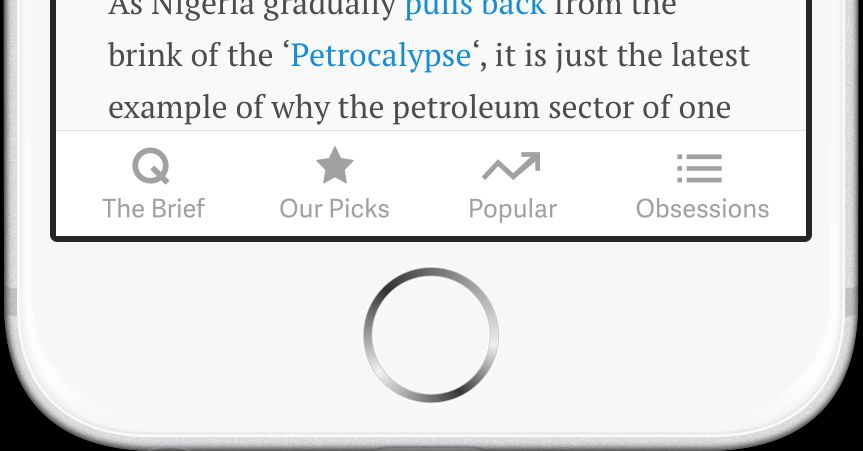 As Nigeria gradually pulls back from the
brink of the ‘Petrocalypse‘, it is just the latest
example of why the petroleum sector of one
The Brief Our Picks Popular Obsessions